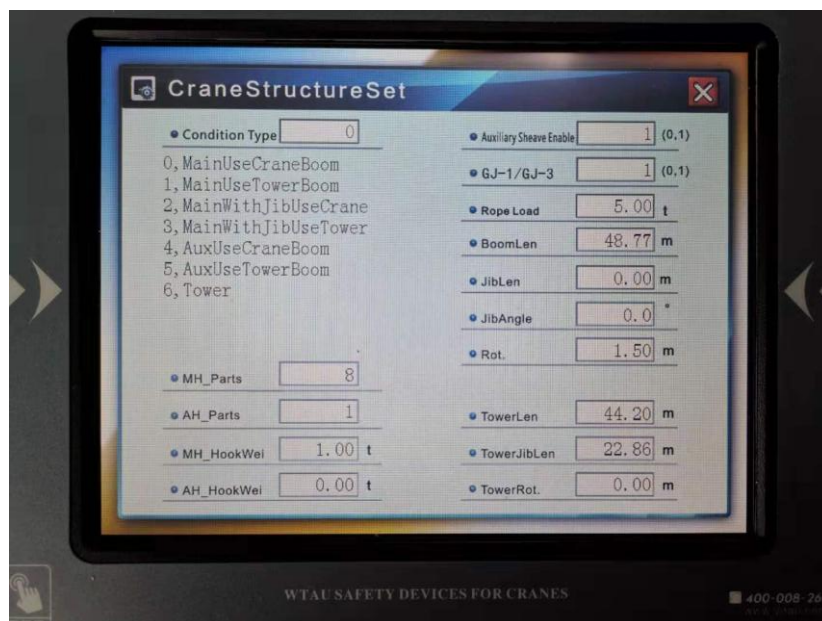 CraneStructureSet
Condition Type 0
0,MainUseCraneBoom
1,MainUseTowerBoom
2,MainWithJibUseCrane
3,MainWithJibUseTower
4,AuxUseCraneBoom
5,AuxUseTowerBoom
6,Tower
MH_Parts 8
AH_Parts 1
MH_HookWei 1.00 t
AH_HookWei 0.00 t
Auxiliary Sheave Enable 1 (0,1)
GJ-1/GJ-3 1 (0,1)
Rope Load 5.00 t
BoomLen 48.77 m
JibLen 0.00 m
JibAngle 0.0 °
Rot. 1.50 m
TowerLen 44.20 m
TowerJibLen 22.86 m
TowerRot. 0.00 m
WTAU SAFETY DEVICES FOR CRANES
400-008-26